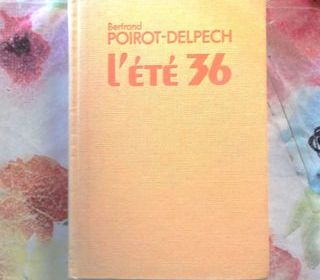 Bertrand
POIROT-DELPECH
L'ÉTÉ 36